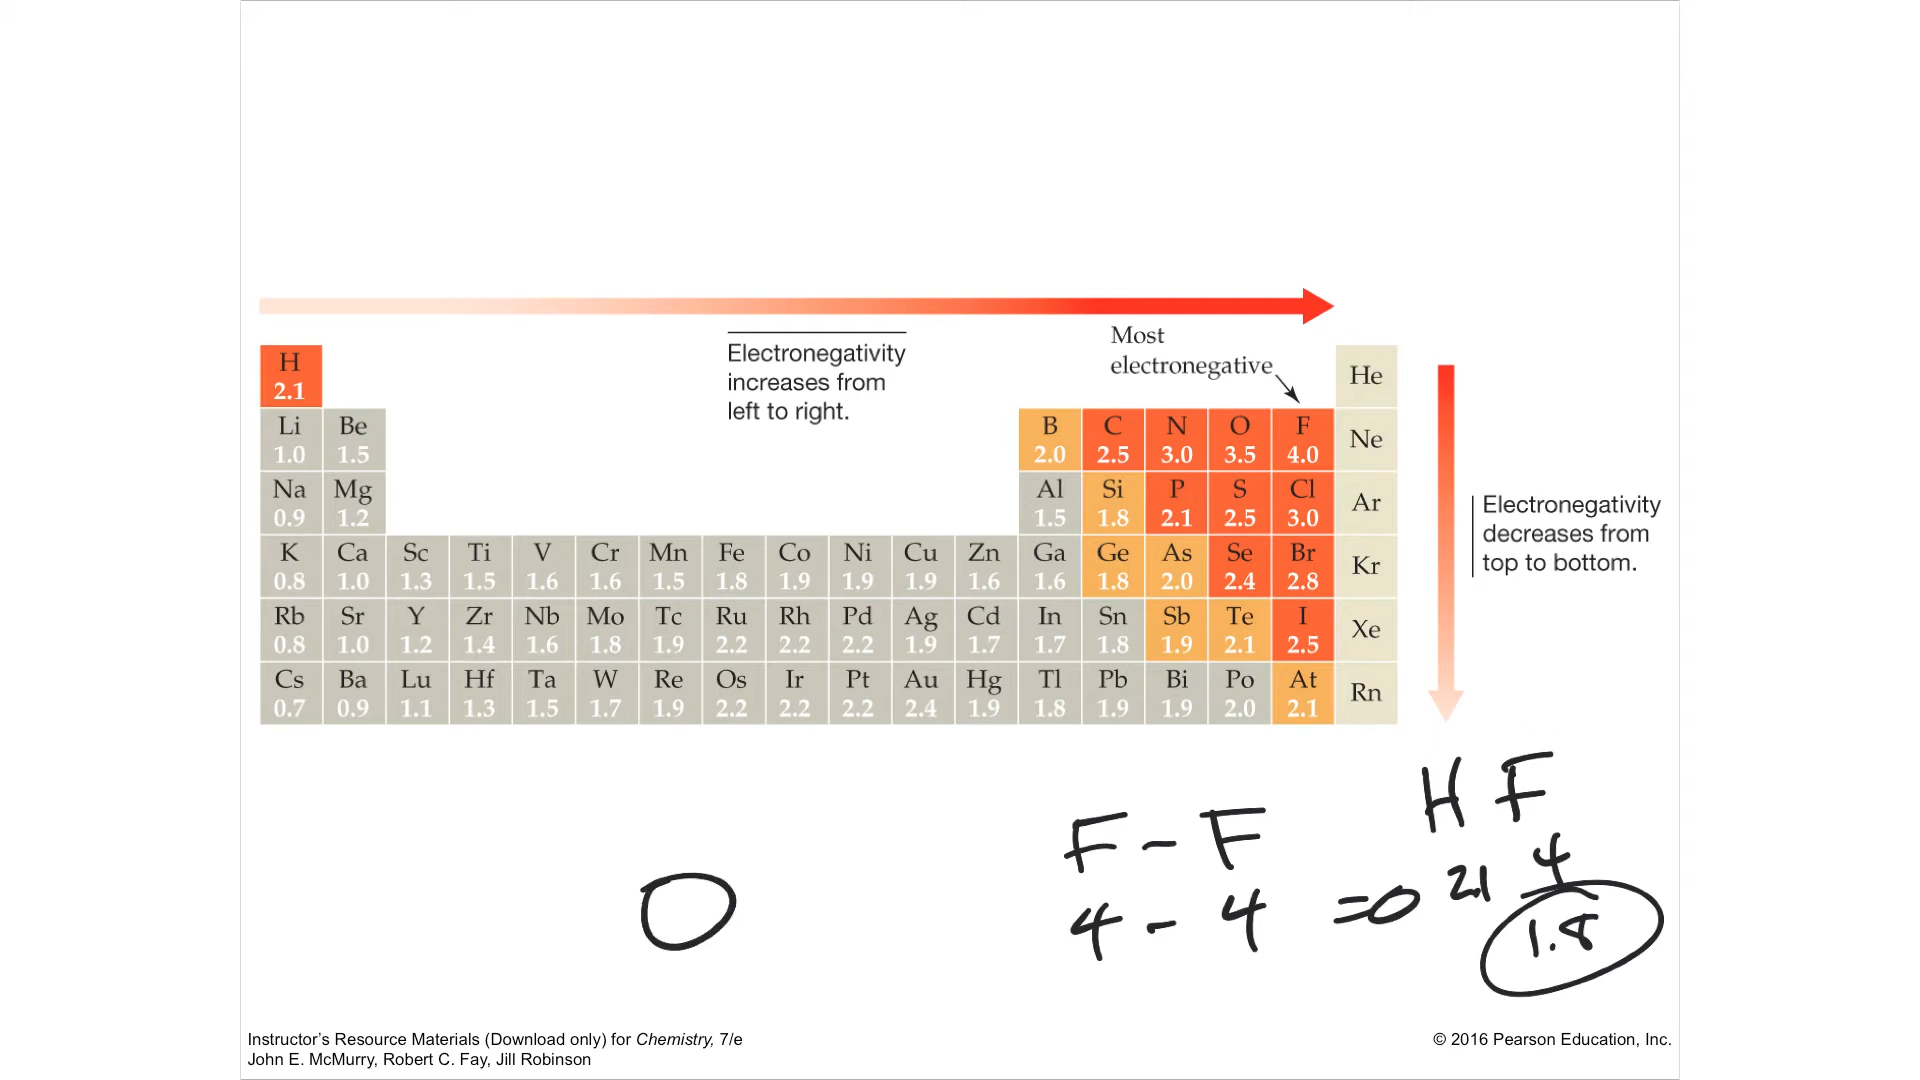 Most
electronegative
Electronegativity
increases from
left to right.
H He
2.1
Li Be B C N O F Ne
1.0 1.5 2.0 2.5 3.0 3.5 4.0
Na Mg Al Si P S Cl Ar
0.9 1.2 1.5 1.8 2.1 2.5 3.0
K Ca Sc Ti V Cr Mn Fe Co Ni Cu Zn Ga Ge As Se Br Kr
0.8 1.0 1.3 1.5 1.6 1.6 1.5 1.8 1.9 1.9 1.9 1.6 1.6 1.8 2.0 2.4 2.8
Rb Sr Y Zr Nb Mo Tc Ru Rh Pd Ag Cd In Sn Sb Te I Xe
0.8 1.0 1.2 1.4 1.6 1.8 1.9 2.2 2.2 2.2 1.9 1.7 1.7 1.8 1.9 2.1 2.5
Cs Ba Lu Hf Ta W Re Os Ir Pt Au Hg Tl Pb Bi Po At Rn
0.7 0.9 1.1 1.3 1.5 1.7 1.9 2.2 2.2 2.2 2.4 1.9 1.8 1.9 1.9 2.0 2.1
Electronegativity
decreases from
top to bottom.
H F
F - F
2.1 4
4 - 4 = 0
1.8
O
Instructor's Resource Materials (Download only) for Chemistry, 7/e
John E. McMurry, Robert C. Fay, Jill Robinson
© 2016 Pearson Education, Inc.